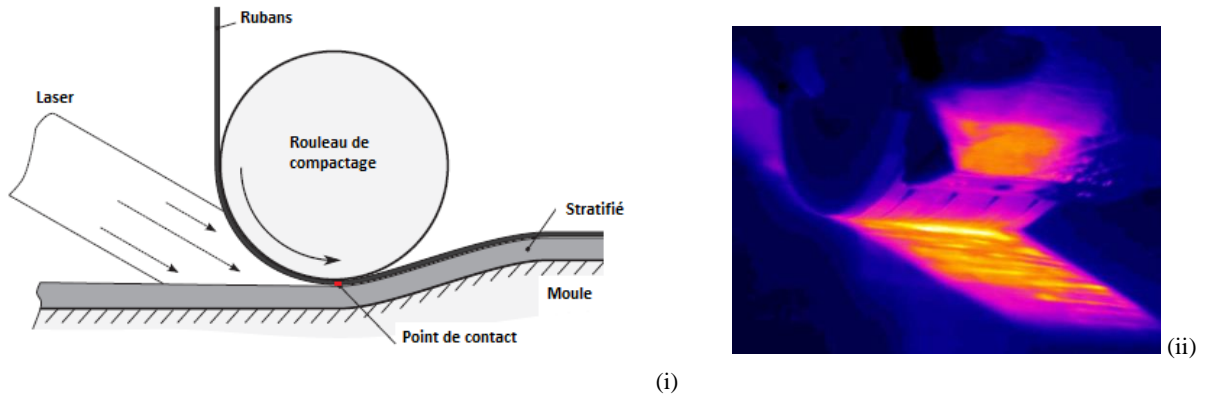 Rubans
Laser
Rouleau de
compactage
Stratifié
Moule
Point de contact
(i)
(ii)